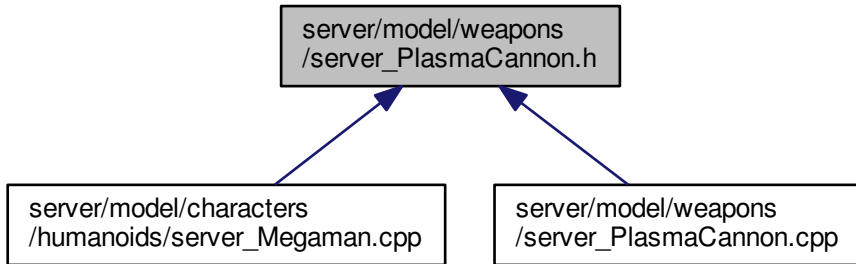 server/model/weapons
/server_PlasmaCannon.h
server/model/characters
/humanoids/server_Megaman.cpp
server/model/weapons
/server_PlasmaCannon.cpp